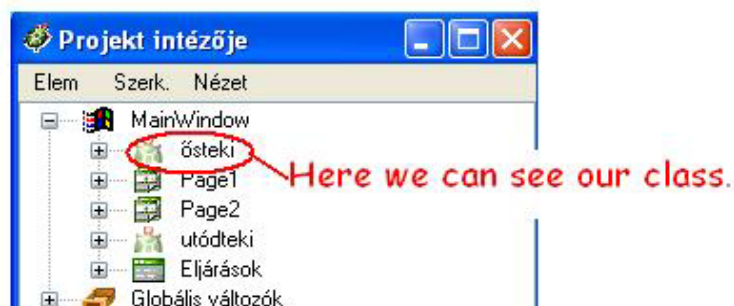 Projekt intézője
Elem Szerk. Nézet
MainWindow
ősteki
Here we can see our class.
Page1
Page2
utódteki
Eljárások
Globális változók